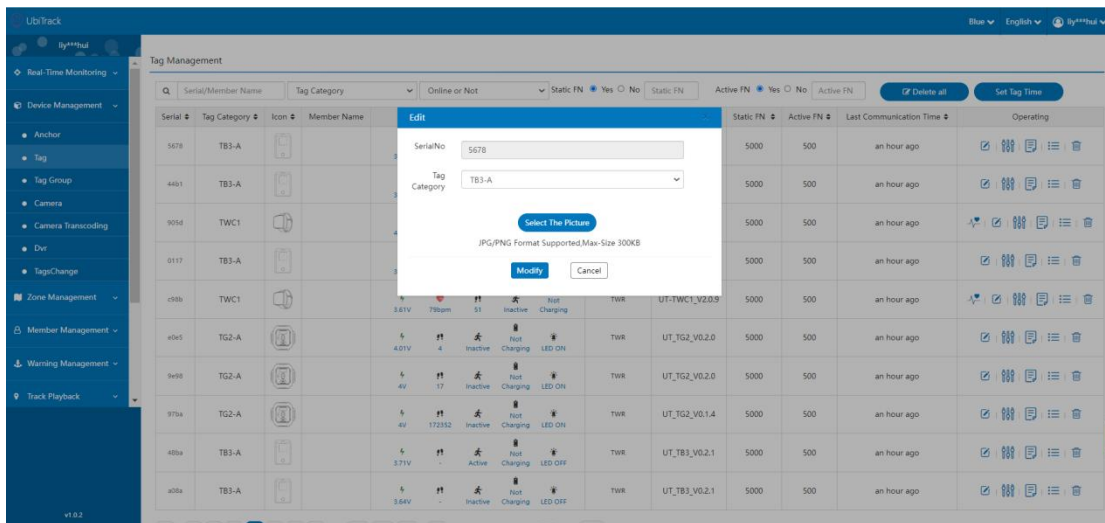 UbiTrack
Blue English lly***hui
lly***hui
Real-Time Monitoring
Device Management
Anchor
Tag
Tag Group
Camera
Camera Transcoding
Dvr
TagsChange
Zone Management
Member Management
Warning Management
Track Playback
v1.0.2
Tag Management
Serial/Member Name Tag Category Online or Not Static FN Yes No Static FN Active FN Yes No Active FN Delete all Set Tag Time
Serial Tag Category Icon Member Name Static FN Active FN Last Communication Time Operating
Edit
SerialNo 5678
Tag Category TB3-A
Select The Picture
JPG/PNG Format Supported,Max-Size 300KB
Modify Cancel
5678 TB3-A 5000 500 an hour ago
44b1 TB3-A 5000 500 an hour ago
905d TWC1 5000 500 an hour ago
0117 TB3-A 5000 500 an hour ago
c98b TWC1 3.61V 79bpm 51 Inactive Not Charging TWR UT-TWC1_V2.0.9 5000 500 an hour ago
e0e5 TG2-A 4.01V 4 Inactive Not Charging LED ON TWR UT_TG2_V0.2.0 5000 500 an hour ago
9e98 TG2-A 4V 17 Inactive Not Charging LED ON TWR UT_TG2_V0.2.0 5000 500 an hour ago
97ba TG2-A 4V 172352 Inactive Not Charging LED ON TWR UT_TG2_V0.1.4 5000 500 an hour ago
48ba TB3-A 3.71V - Active Not Charging LED OFF TWR UT_TB3_V0.2.1 5000 500 an hour ago
a08a TB3-A 3.64V - Inactive Not Charging LED OFF TWR UT_TB3_V0.2.1 5000 500 an hour ago